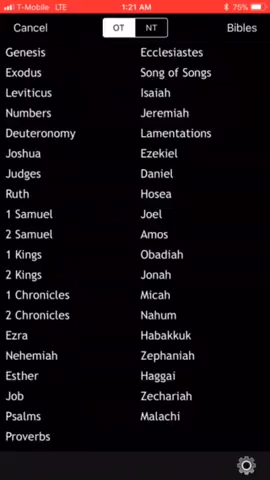 T-Mobile LTE 1:21 AM 75%
Cancel OT NT Bibles
Genesis
Exodus
Leviticus
Numbers
Deuteronomy
Joshua
Judges
Ruth
1 Samuel
2 Samuel
1 Kings
2 Kings
1 Chronicles
2 Chronicles
Ezra
Nehemiah
Esther
Job
Psalms
Proverbs
Ecclesiastes
Song of Songs
Isaiah
Jeremiah
Lamentations
Ezekiel
Daniel
Hosea
Joel
Amos
Obadiah
Jonah
Micah
Nahum
Habakkuk
Zephaniah
Haggai
Zechariah
Malachi